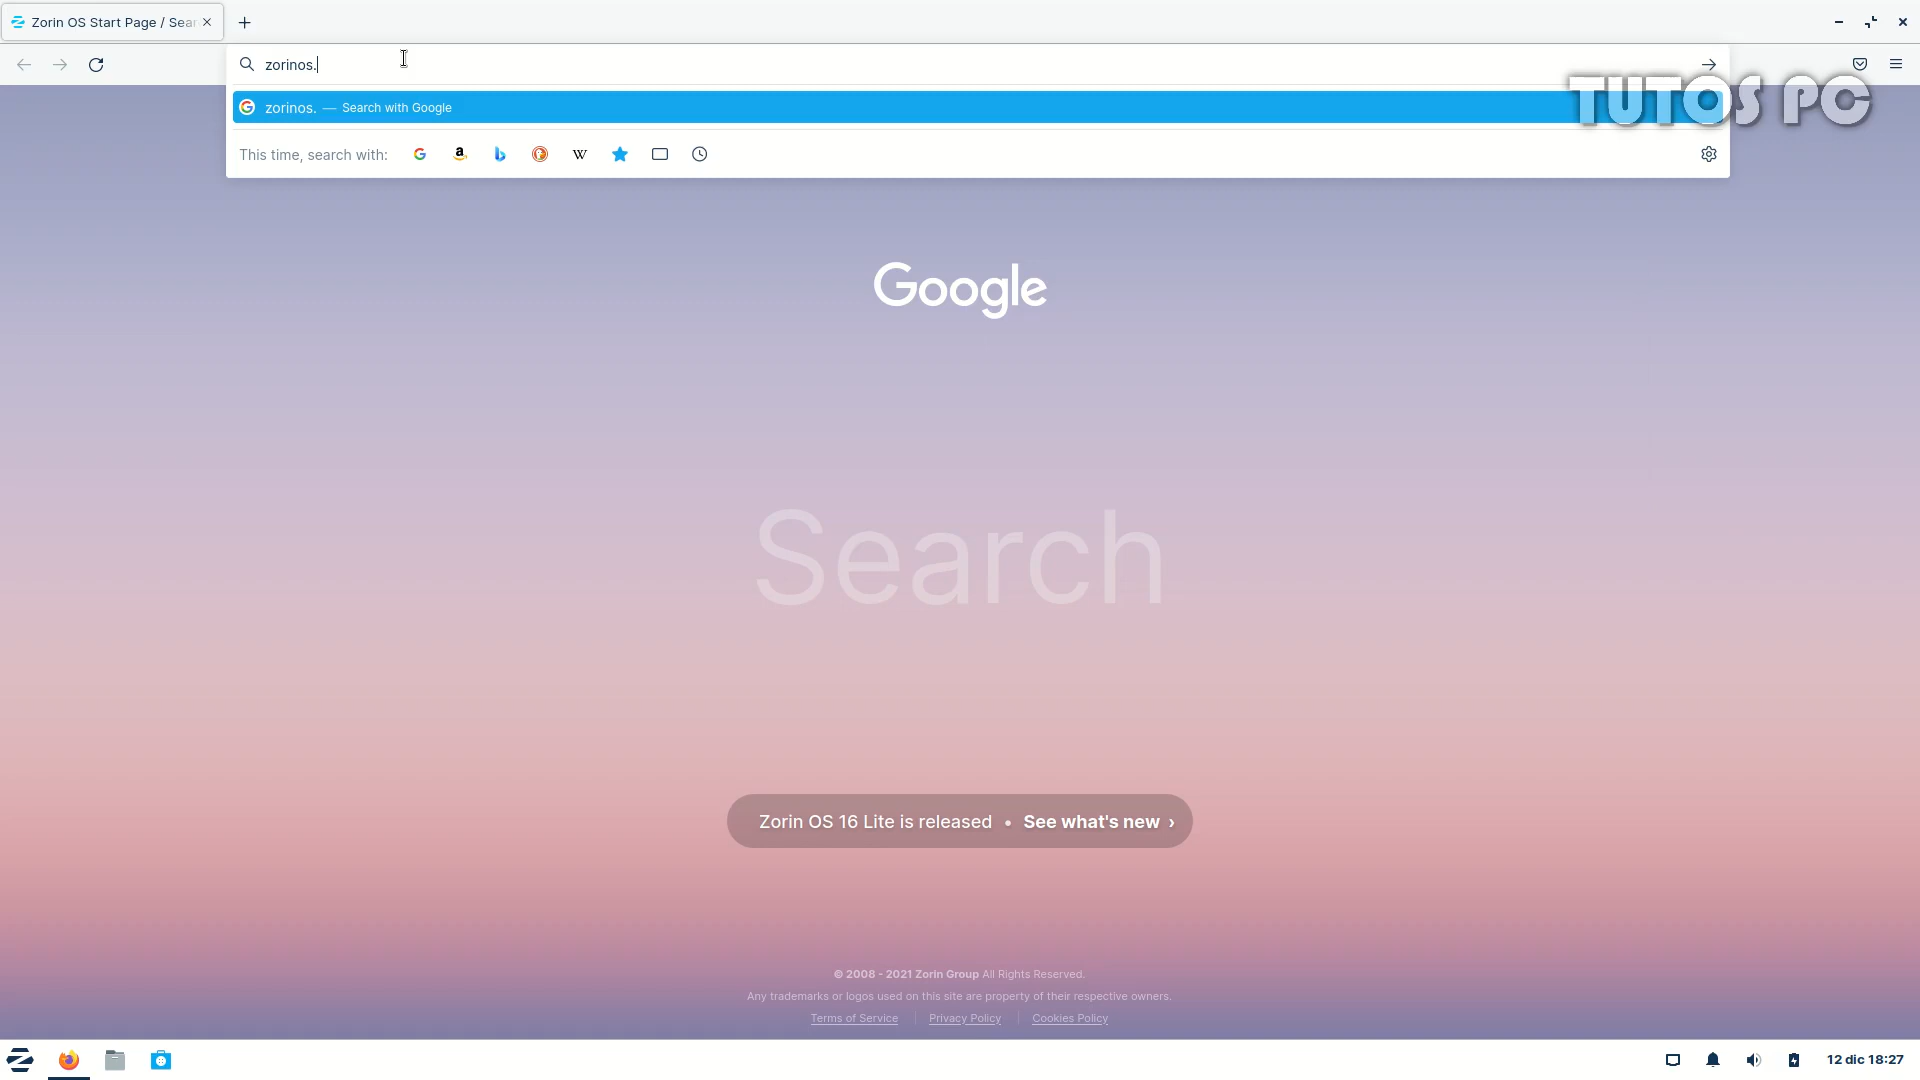 Zorin OS Start Page / Sear
zorinos.
zorinos. — Search with Google
TUTOS PC
This time, search with:
Google
Search
Zorin OS 16 Lite is released • See what's new ›
© 2008 - 2021 Zorin Group All Rights Reserved.
Any trademarks or logos used on this site are property of their respective owners.
Terms of Service | Privacy Policy | Cookies Policy
12 dic 18:27